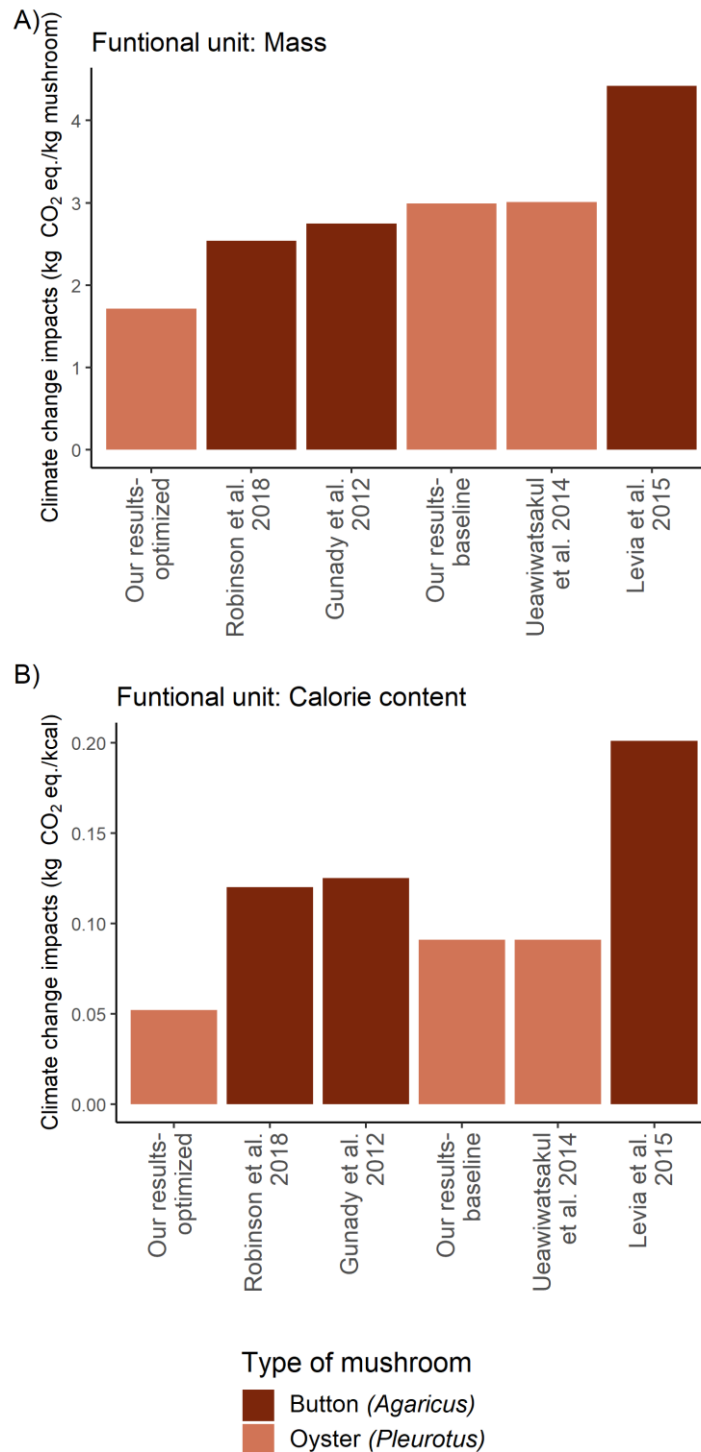 A)
Funtional unit: Mass
Climate change impacts (kg CO₂ eq./kg mushroom)
4
3
2
1
0
Our results-
optimized
Robinson et al.
2018
Gunady et al.
2012
Our results-
baseline
Ueawiwatsakul
et al. 2014
Levia et al.
2015
B)
Funtional unit: Calorie content
Climate change impacts (kg CO₂ eq./kcal)
0.20
0.15
0.10
0.05
0.00
Our results-
optimized
Robinson et al.
2018
Gunady et al.
2012
Our results-
baseline
Ueawiwatsakul
et al. 2014
Levia et al.
2015
Type of mushroom
Button (Agaricus)
Oyster (Pleurotus)